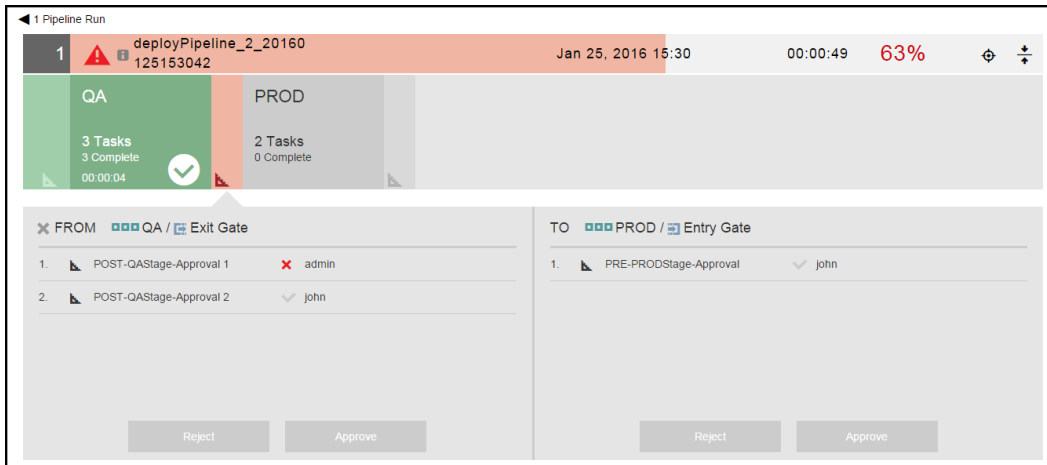 1 Pipeline Run
1 deployPipeline_2_20160 Jan 25, 2016 15:30 00:00:49 63%
125153042
QA PROD
3 Tasks 2 Tasks
3 Complete 0 Complete
00:00:04
FROM QA / Exit Gate
1. POST-QAStage-Approval 1 admin
2. POST-QAStage-Approval 2 john
Reject Approve
TO PROD / Entry Gate
1. PRE-PRODStage-Approval john
Reject Approve